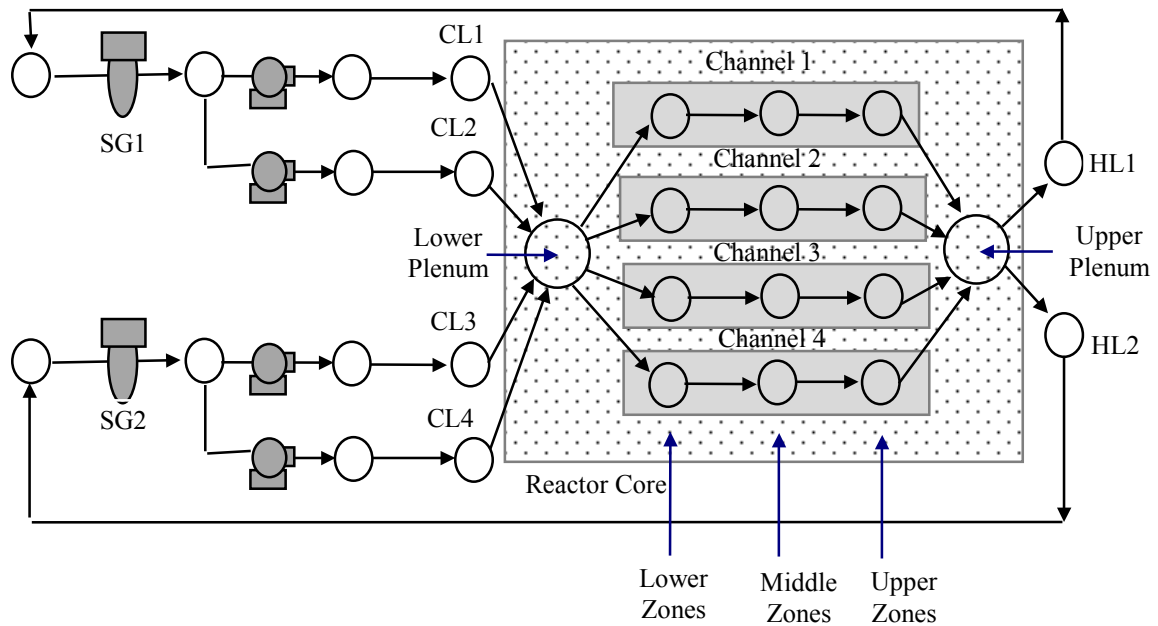 CL1
Channel 1
SG1
CL2
Channel 2
HL1
Lower
Plenum
Channel 3
Upper
Plenum
CL3
Channel 4
HL2
SG2
CL4
Reactor Core
Lower
Zones
Middle
Zones
Upper
Zones